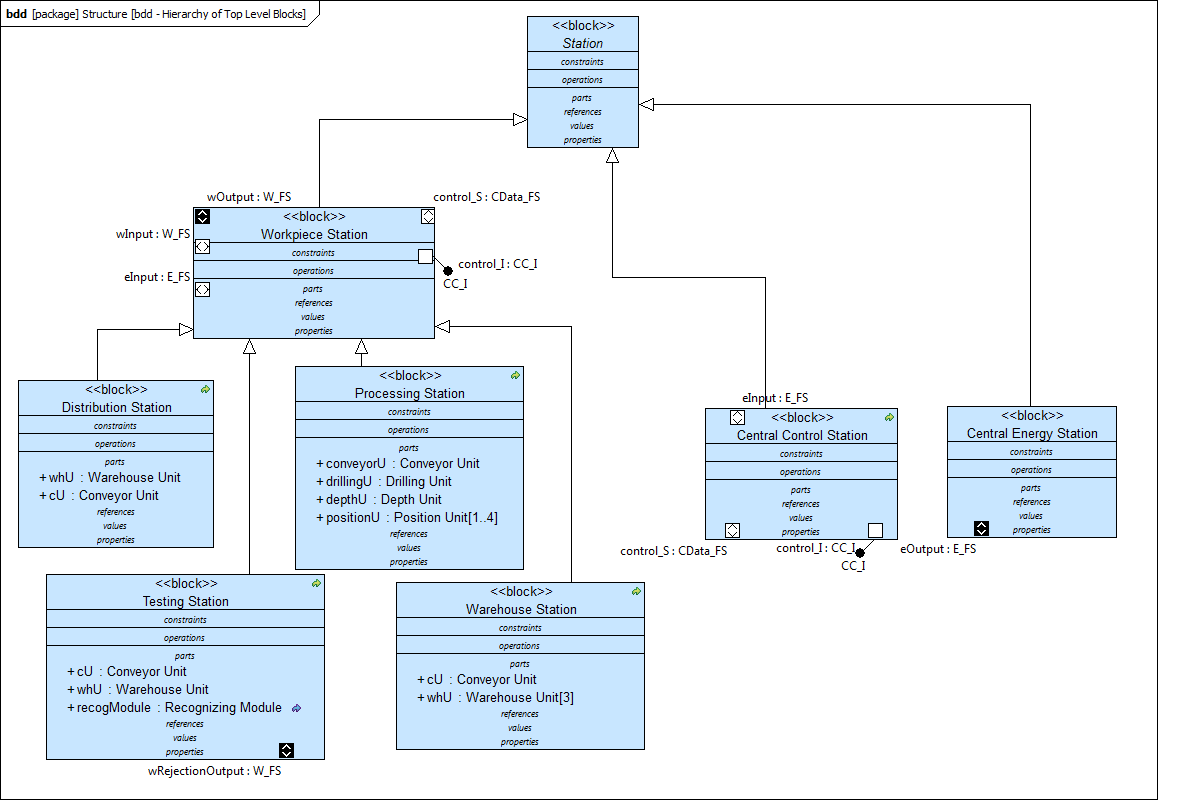 bdd [package] Structure [bdd - Hierarchy of Top Level Blocks]
<<block>>
Station
constraints
operations
parts
references
values
properties
wOutput : W_FS
control_S : CData_FS
wInput : W_FS
eInput : E_FS
<<block>>
Workpiece Station
constraints
operations
parts
references
values
properties
control_I : CC_I
CC_I
<<block>>
Distribution Station
constraints
operations
parts
+ whU : Warehouse Unit
+ cU : Conveyor Unit
references
values
properties
<<block>>
Processing Station
constraints
operations
parts
+ conveyorU : Conveyor Unit
+ drillingU : Drilling Unit
+ depthU : Depth Unit
+ positionU : Position Unit[1..4]
references
values
properties
eInput : E_FS
<<block>>
Central Control Station
constraints
operations
parts
references
values
properties
control_S : CData_FS
control_I : CC_I
CC_I
<<block>>
Central Energy Station
constraints
operations
parts
references
values
properties
eOutput : E_FS
<<block>>
Testing Station
constraints
operations
parts
+ cU : Conveyor Unit
+ whU : Warehouse Unit
+ recogModule : Recognizing Module
references
values
properties
wRejectionOutput : W_FS
<<block>>
Warehouse Station
constraints
operations
parts
+ cU : Conveyor Unit
+ whU : Warehouse Unit[3]
references
values
properties